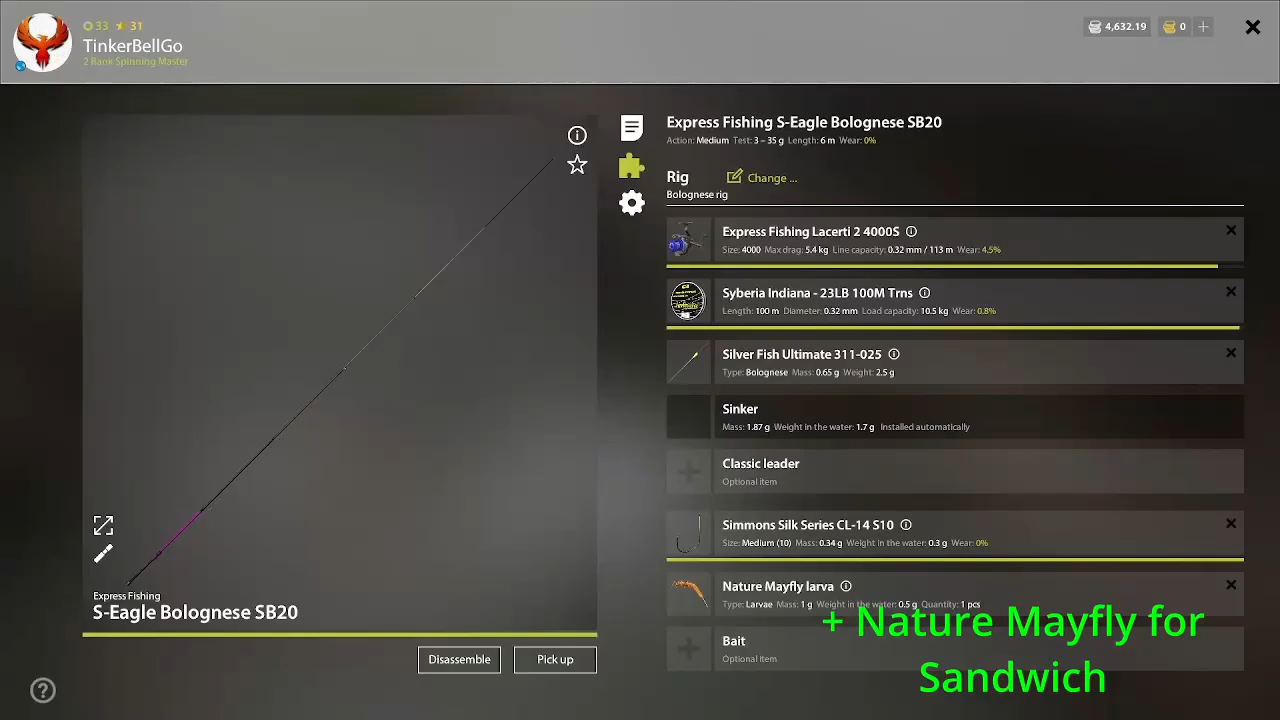 33 31
TinkerBellGo
2 Rank Spinning Master
4,632.19 0 +
Express Fishing S-Eagle Bolognese SB20
Action: Medium Test: 3 – 35 g Length: 6 m Wear: 0%
Rig Change ...
Bolognese rig
Express Fishing Lacerti 2 4000S
Size: 4000 Max drag: 5.4 kg Line capacity: 0.32 mm / 113 m Wear: 4.5%
Syberia Indiana - 23LB 100M Trns
Length: 100 m Diameter: 0.32 mm Load capacity: 10.5 kg Wear: 0.8%
Silver Fish Ultimate 311-025
Type: Bolognese Mass: 0.65 g Weight: 2.5 g
Sinker
Mass: 1.87 g Weight in the water: 1.7 g Installed automatically
Classic leader
Optional item
Simmons Silk Series CL-14 S10
Size: Medium (10) Mass: 0.34 g Weight in the water: 0.3 g Wear: 0%
Nature Mayfly larva
Type: Larvae Mass: 1 g Weight in the water: 0.5 g Quantity: 1 pcs
Bait
Optional item
+ Nature Mayfly for
Sandwich
Express Fishing
S-Eagle Bolognese SB20
Disassemble Pick up
?